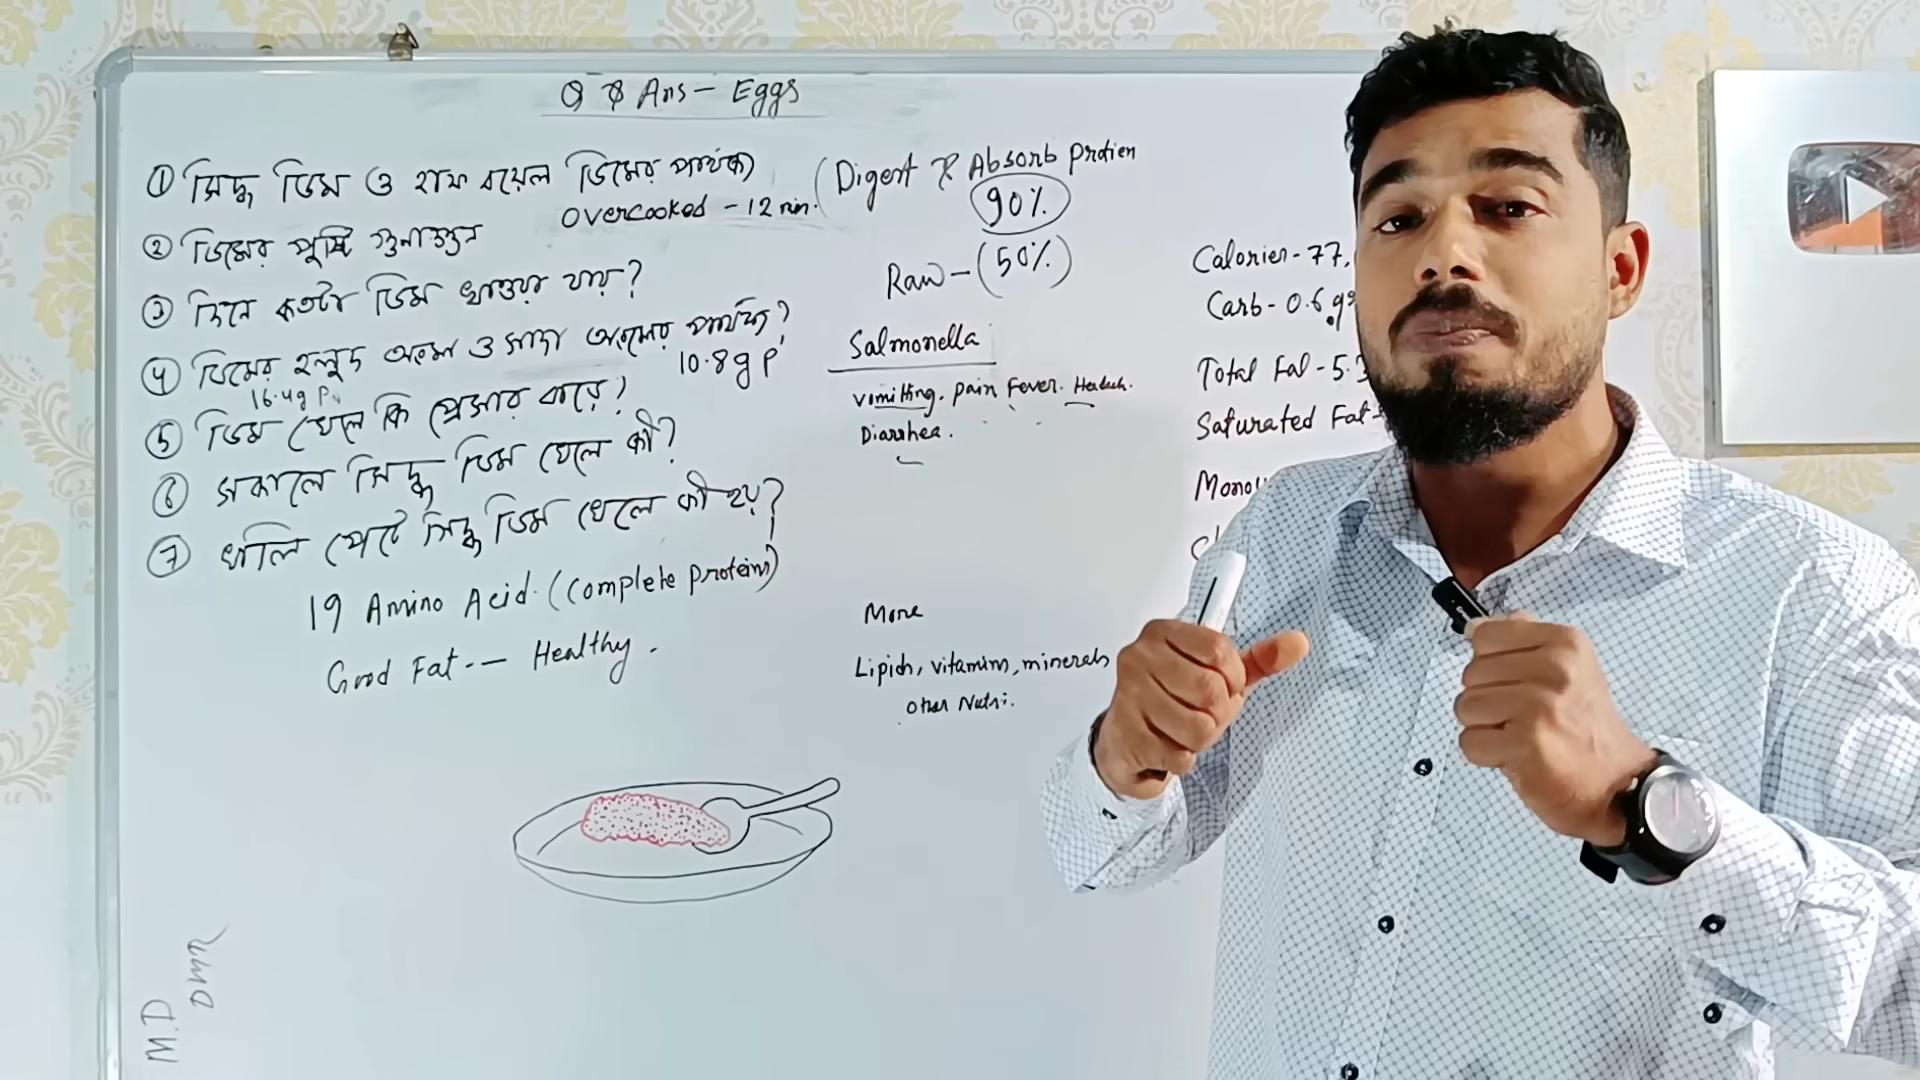 Q & Ans - Eggs
① সিদ্ধ ডিম ও হাফ বয়েল ডিমের পার্থক্য
overcooked - 12 min.
(Digest & Absorb Protien
90%
Raw - (50%)
② ডিমের পুষ্টি গুনাগুন
③ দিনে কতটা ডিম খাওয়া যায়?
④ ডিমের হলুদ অংশ ও সাদা অংশের পার্থক্য?
16.4g P
10.8g P
⑤ ডিম খেলে কি প্রেসার বাড়ে?
⑥ সকালে সিদ্ধ ডিম খেলে কী?
⑦ খালি পেটে সিদ্ধ ডিম খেলে কী হয়?
19 Amino Acid. (Complete Protein)
Good Fat -- Healthy.
Salmonella
vomitting. Pain Fever.
Diarrhea.
More
Lipids, vitamins, minerals
other Nutri.
Calories - 77.
Carb - 0.6 g
Total Fat - 5.3
Saturated Fat -
Monou
M.D